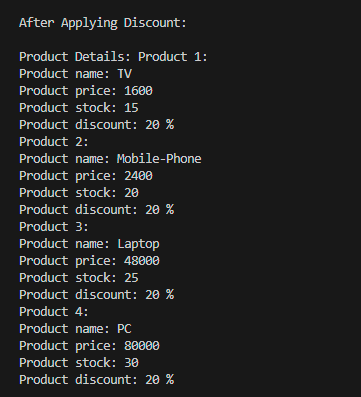 After Applying Discount:
Product Details: Product 1:
Product name: TV
Product price: 1600
Product stock: 15
Product discount: 20 %
Product 2:
Product name: Mobile-Phone
Product price: 2400
Product stock: 20
Product discount: 20 %
Product 3:
Product name: Laptop
Product price: 48000
Product stock: 25
Product discount: 20 %
Product 4:
Product name: PC
Product price: 80000
Product stock: 30
Product discount: 20 %